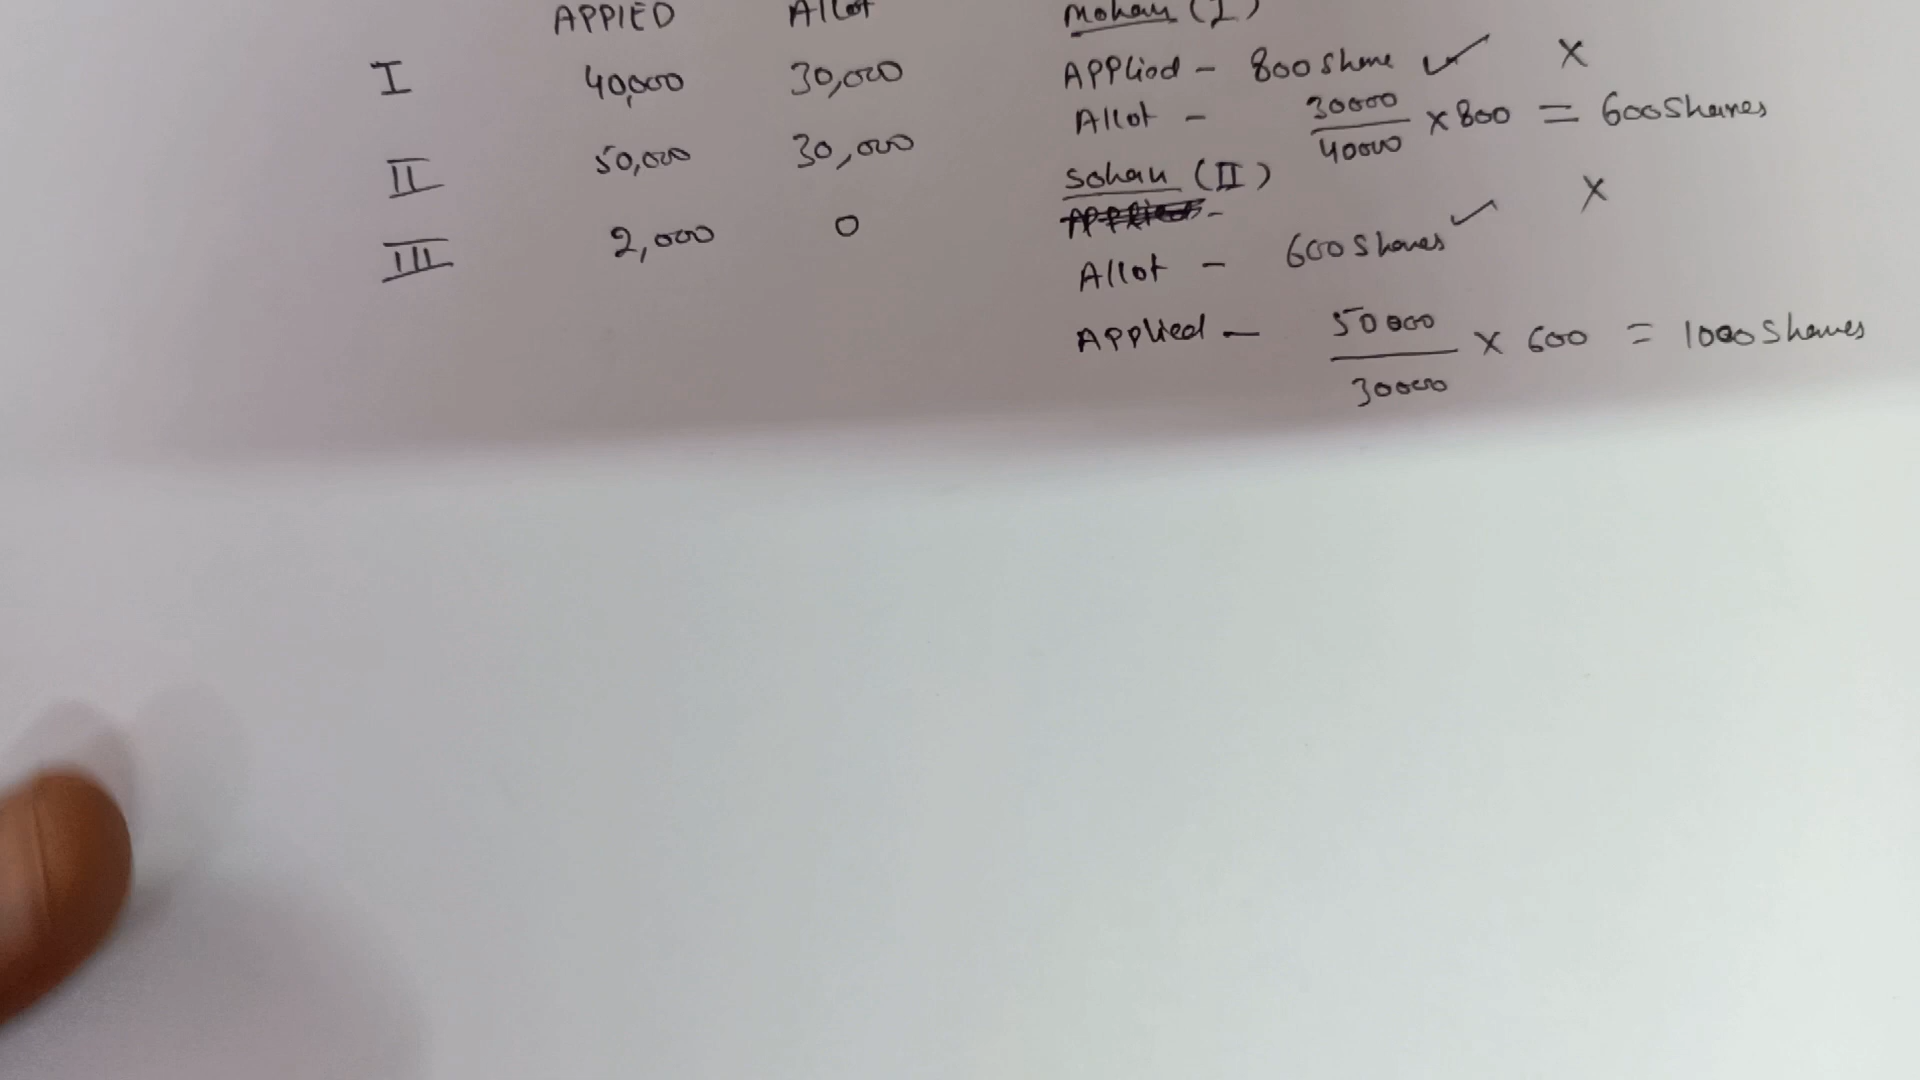 APPIED Allot
I 40,000 30,000
II 50,000 30,000
III 2,000 0
Mohan (I)
APPliod - 800 Share ✓ X
Allot - 30000/40000 x 800 = 600 Shares
Sohan (II)
Allot - 600 Shares ✓ X
Applied - 50000/30000 x 600 = 1000 Shares